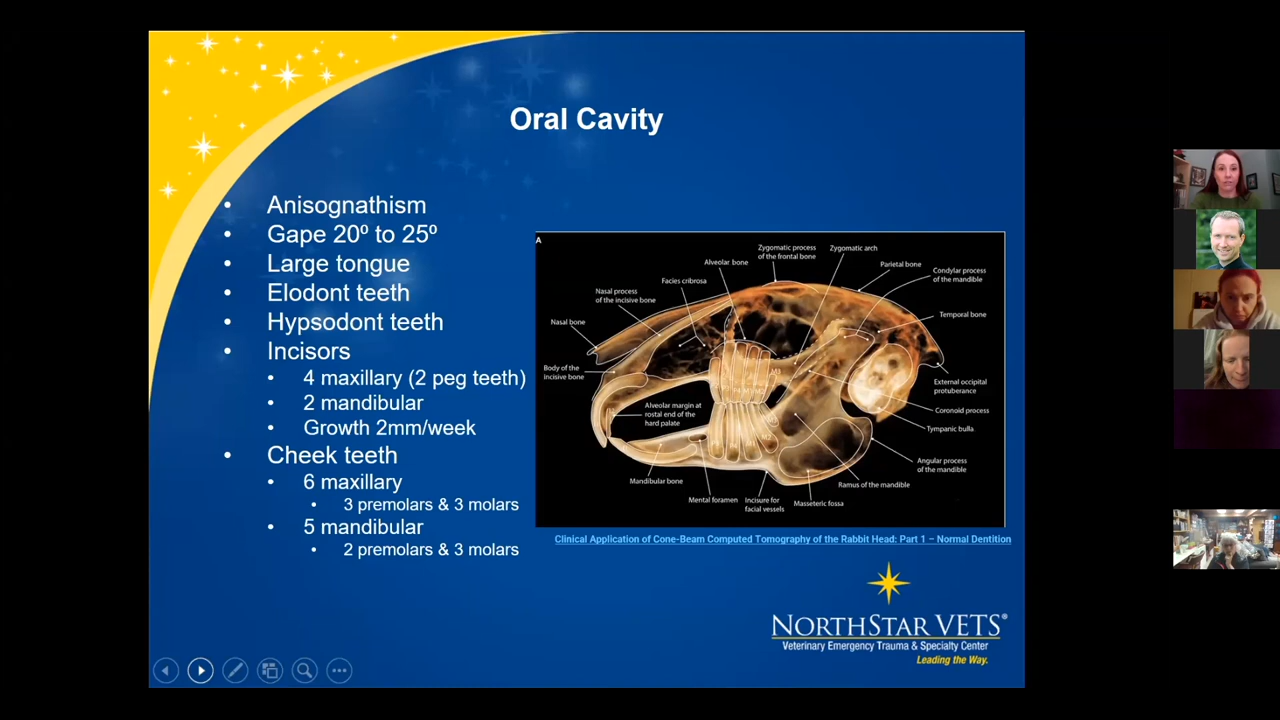 Oral Cavity
• Anisognathism
• Gape 20º to 25º
• Large tongue
• Elodont teeth
• Hypsodont teeth
• Incisors
• 4 maxillary (2 peg teeth)
• 2 mandibular
• Growth 2mm/week
• Cheek teeth
• 6 maxillary
• 3 premolars & 3 molars
• 5 mandibular
• 2 premolars & 3 molars
A
Zygomatic process
of the frontal bone
Zygomatic arch
Alveolar bone
Parietal bone
Condylar process
of the mandible
Facies cribrosa
Nasal process
of the incisive bone
Temporal bone
Nasal bone
Body of the
incisive bone
M3
External occipital
protuberance
Alveolar margin at
rostal end of the
hard palate
Coronoid process
Tympanic bulla
Angular process
of the mandible
Mandibular bone
Ramus of the mandible
Mental foramen
Incisure for
facial vessels
Masseteric fossa
Clinical Application of Cone-Beam Computed Tomography of the Rabbit Head: Part 1 – Normal Dentition
NORTHSTAR VETS®
Veterinary Emergency Trauma & Specialty Center
Leading the Way.